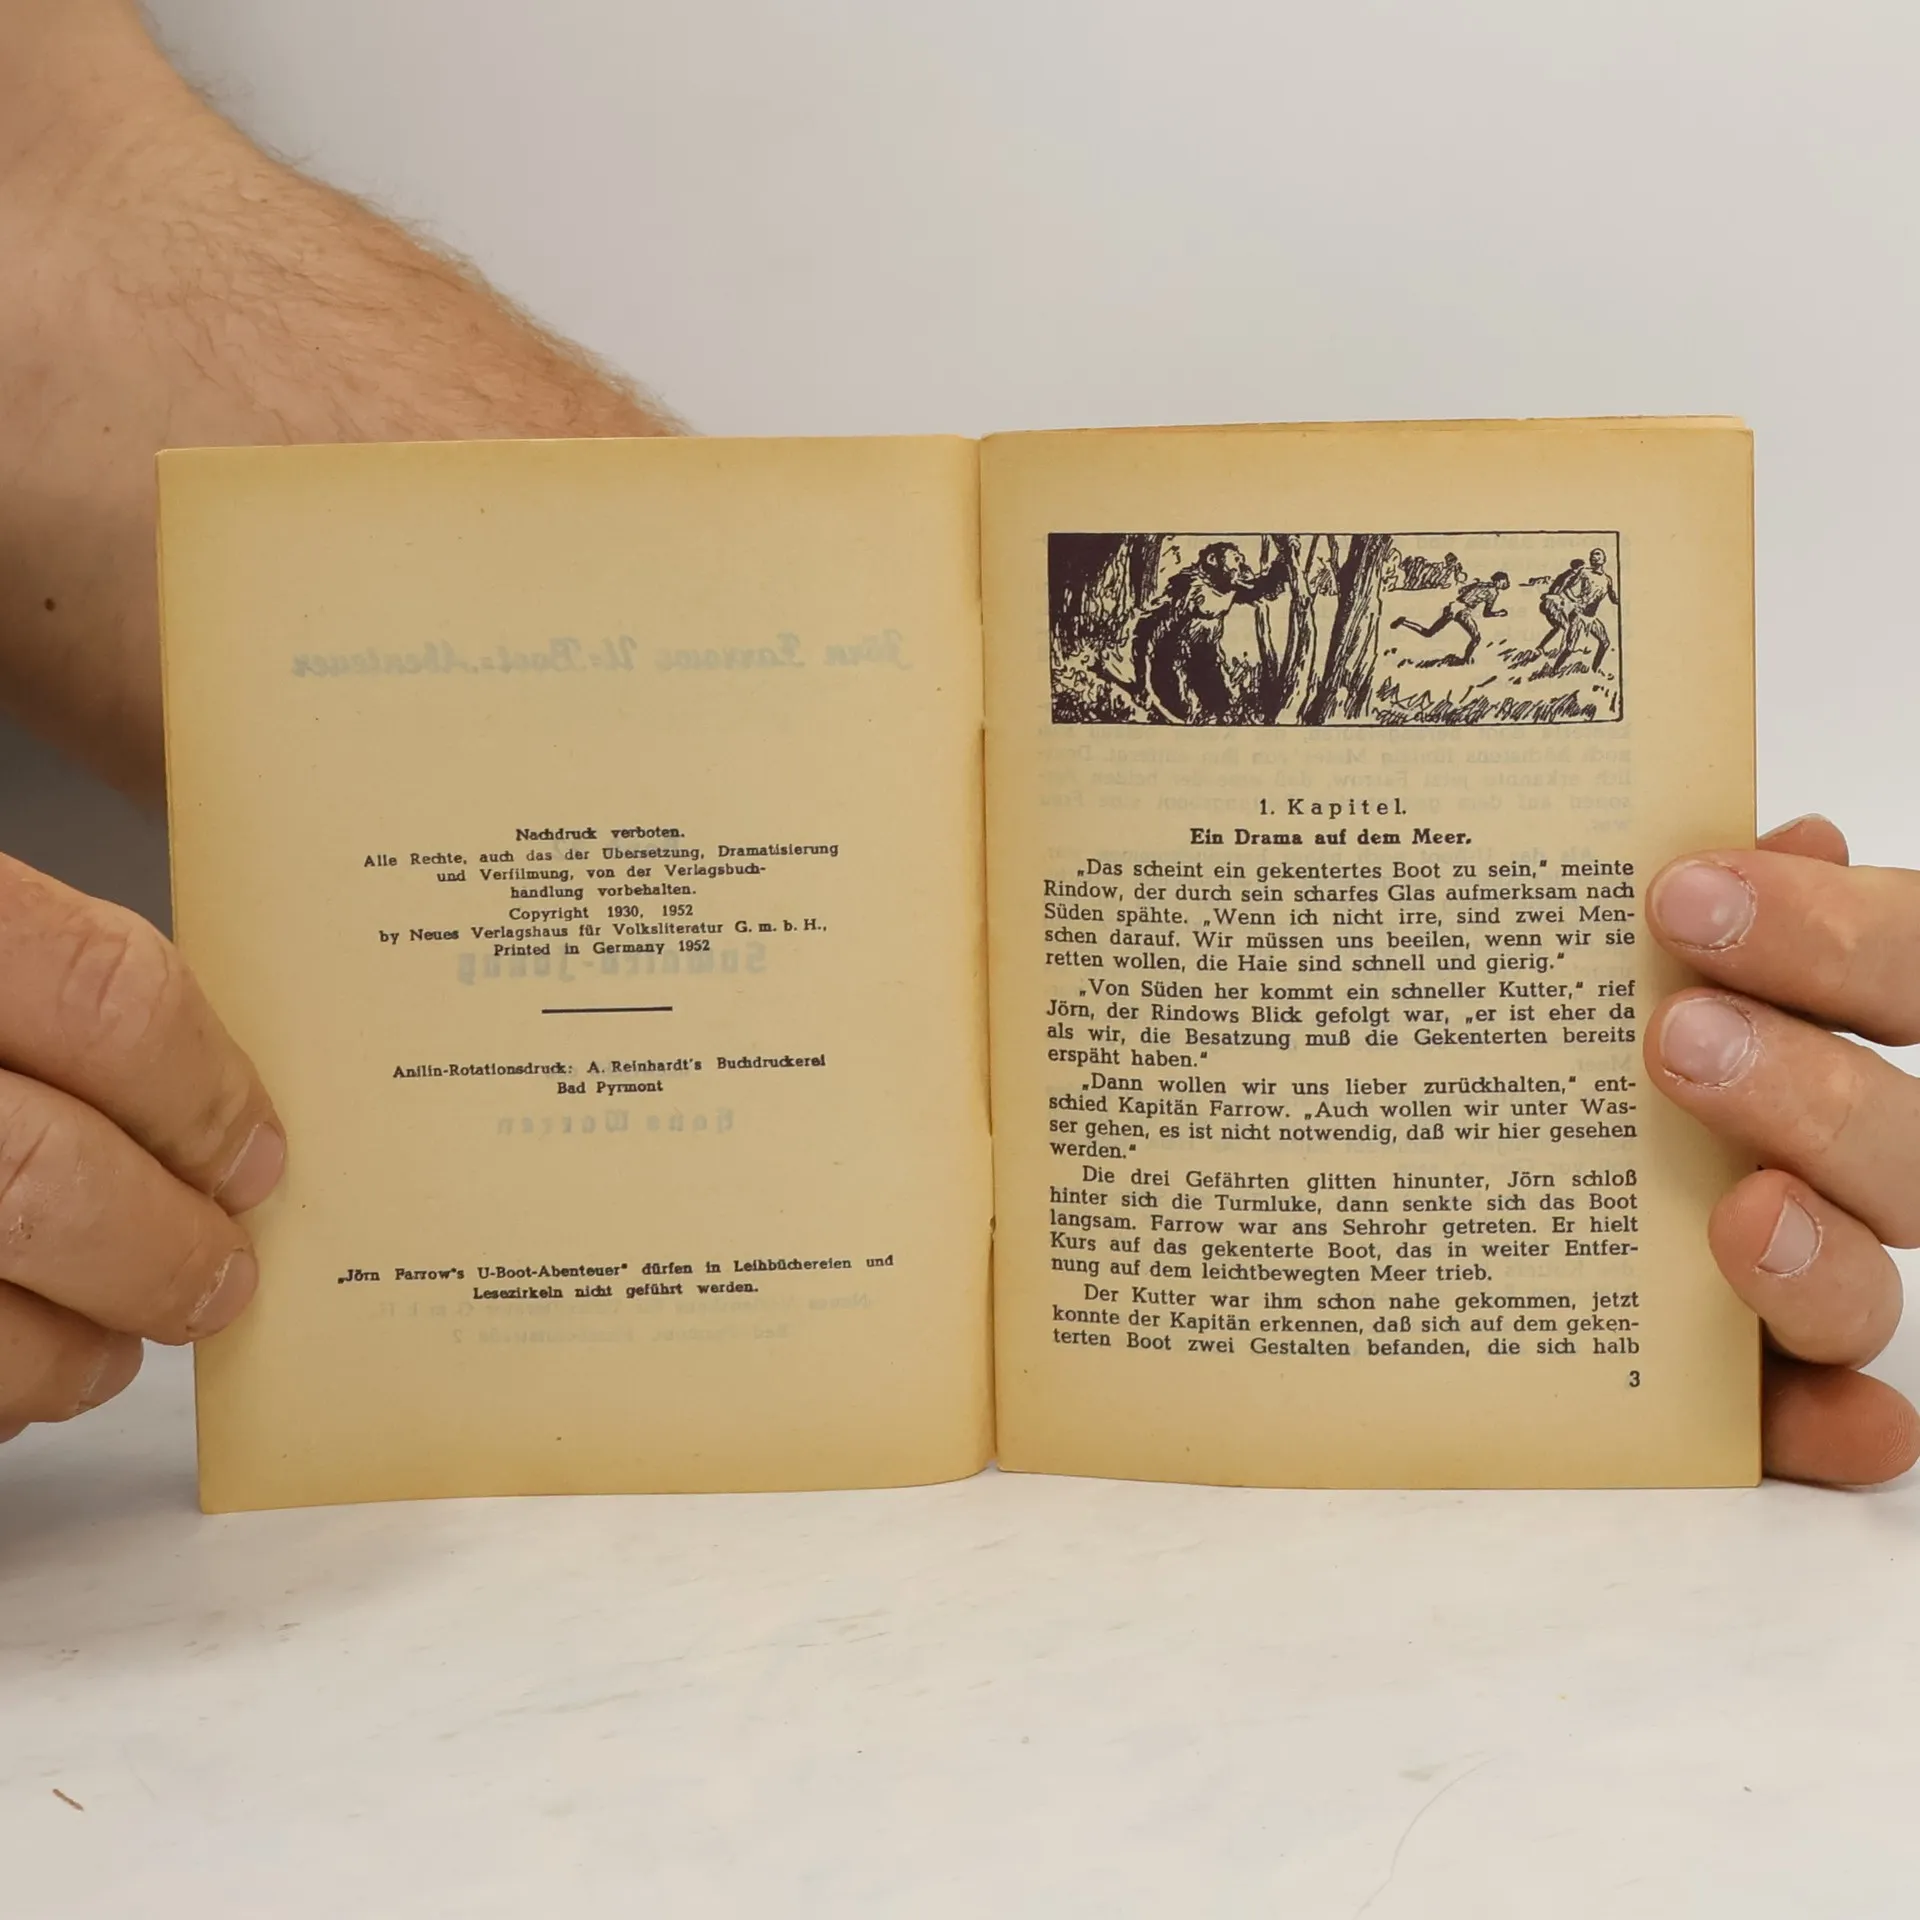 Nachdruck verboten.
Alle Rechte, auch das der Übersetzung, Dramatisierung
und Verfilmung, von der Verlagsbuch-
handlung vorbehalten.
Copyright 1930, 1952
by Neues Verlagshaus für Volksliteratur G. m. b. H.,
Printed in Germany 1952
Anilin-Rotationsdruck: A. Reinhardt's Buchdruckerei
Bad Pyrmont
„Jörn Farrow's U-Boot-Abenteuer" dürfen in Leihbüchereien und
Lesezirkeln nicht geführt werden.
1. Kapitel.
Ein Drama auf dem Meer.
„Das scheint ein gekentertes Boot zu sein," meinte
Rindow, der durch sein scharfes Glas aufmerksam nach
Süden spähte. „Wenn ich nicht irre, sind zwei Men-
schen darauf. Wir müssen uns beeilen, wenn wir sie
retten wollen, die Haie sind schnell und gierig."
„Von Süden her kommt ein schneller Kutter," rief
Jörn, der Rindows Blick gefolgt war, „er ist eher da
als wir, die Besatzung muß die Gekenterten bereits
erspäht haben."
„Dann wollen wir uns lieber zurückhalten," ent-
schied Kapitän Farrow. „Auch wollen wir unter Was-
ser gehen, es ist nicht notwendig, daß wir hier gesehen
werden."
Die drei Gefährten glitten hinunter, Jörn schloß
hinter sich die Turmluke, dann senkte sich das Boot
langsam. Farrow war ans Sehrohr getreten. Er hielt
Kurs auf das gekenterte Boot, das in weiter Entfer-
nung auf dem leichtbewegten Meer trieb.
Der Kutter war ihm schon nahe gekommen, jetzt
konnte der Kapitän erkennen, daß sich auf dem geken-
terten Boot zwei Gestalten befanden, die sich halb
3